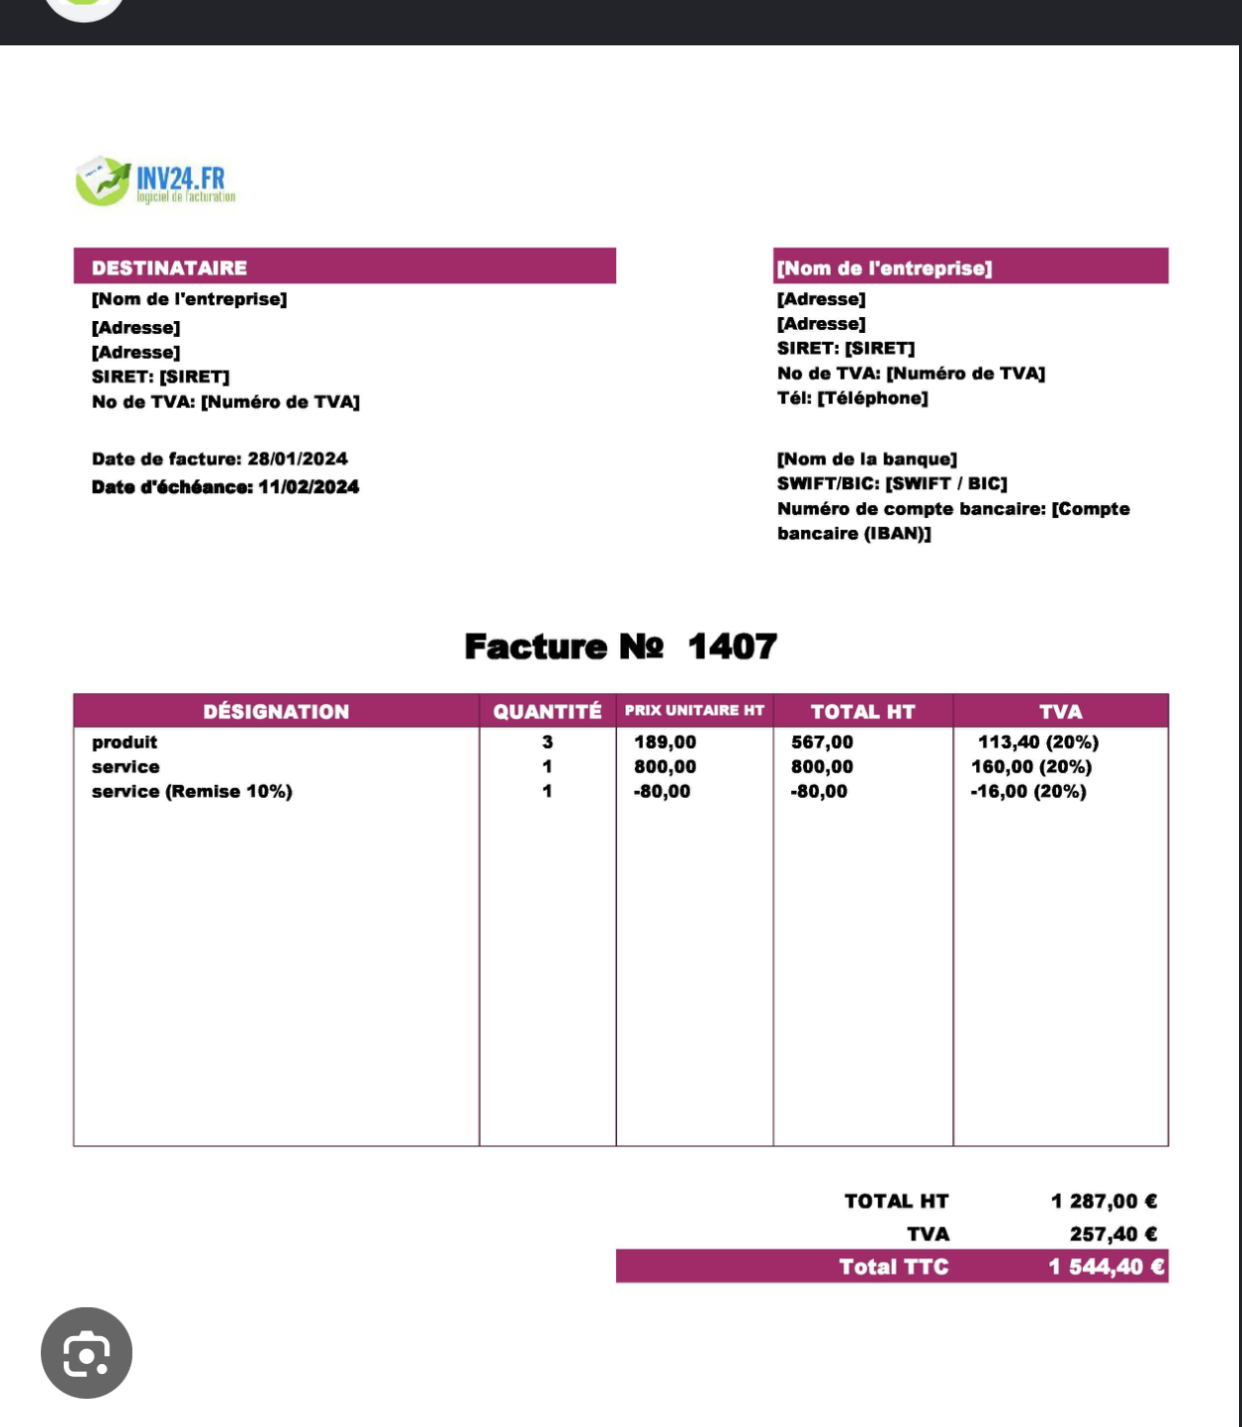 INV24.FR
logiciel de facturation
DESTINATAIRE
[Nom de l'entreprise]
[Adresse]
[Adresse]
SIRET: [SIRET]
No de TVA: [Numéro de TVA]
Date de facture: 28/01/2024
Date d'échéance: 11/02/2024
[Nom de l'entreprise]
[Adresse]
[Adresse]
SIRET: [SIRET]
No de TVA: [Numéro de TVA]
Tél: [Téléphone]
[Nom de la banque]
SWIFT/BIC: [SWIFT / BIC]
Numéro de compte bancaire: [Compte
bancaire (IBAN)]
Facture № 1407
DÉSIGNATION QUANTITÉ PRIX UNITAIRE HT TOTAL HT TVA
produit 3 189,00 567,00 113,40 (20%)
service 1 800,00 800,00 160,00 (20%)
service (Remise 10%) 1 -80,00 -80,00 -16,00 (20%)
TOTAL HT 1 287,00 €
TVA 257,40 €
Total TTC 1 544,40 €